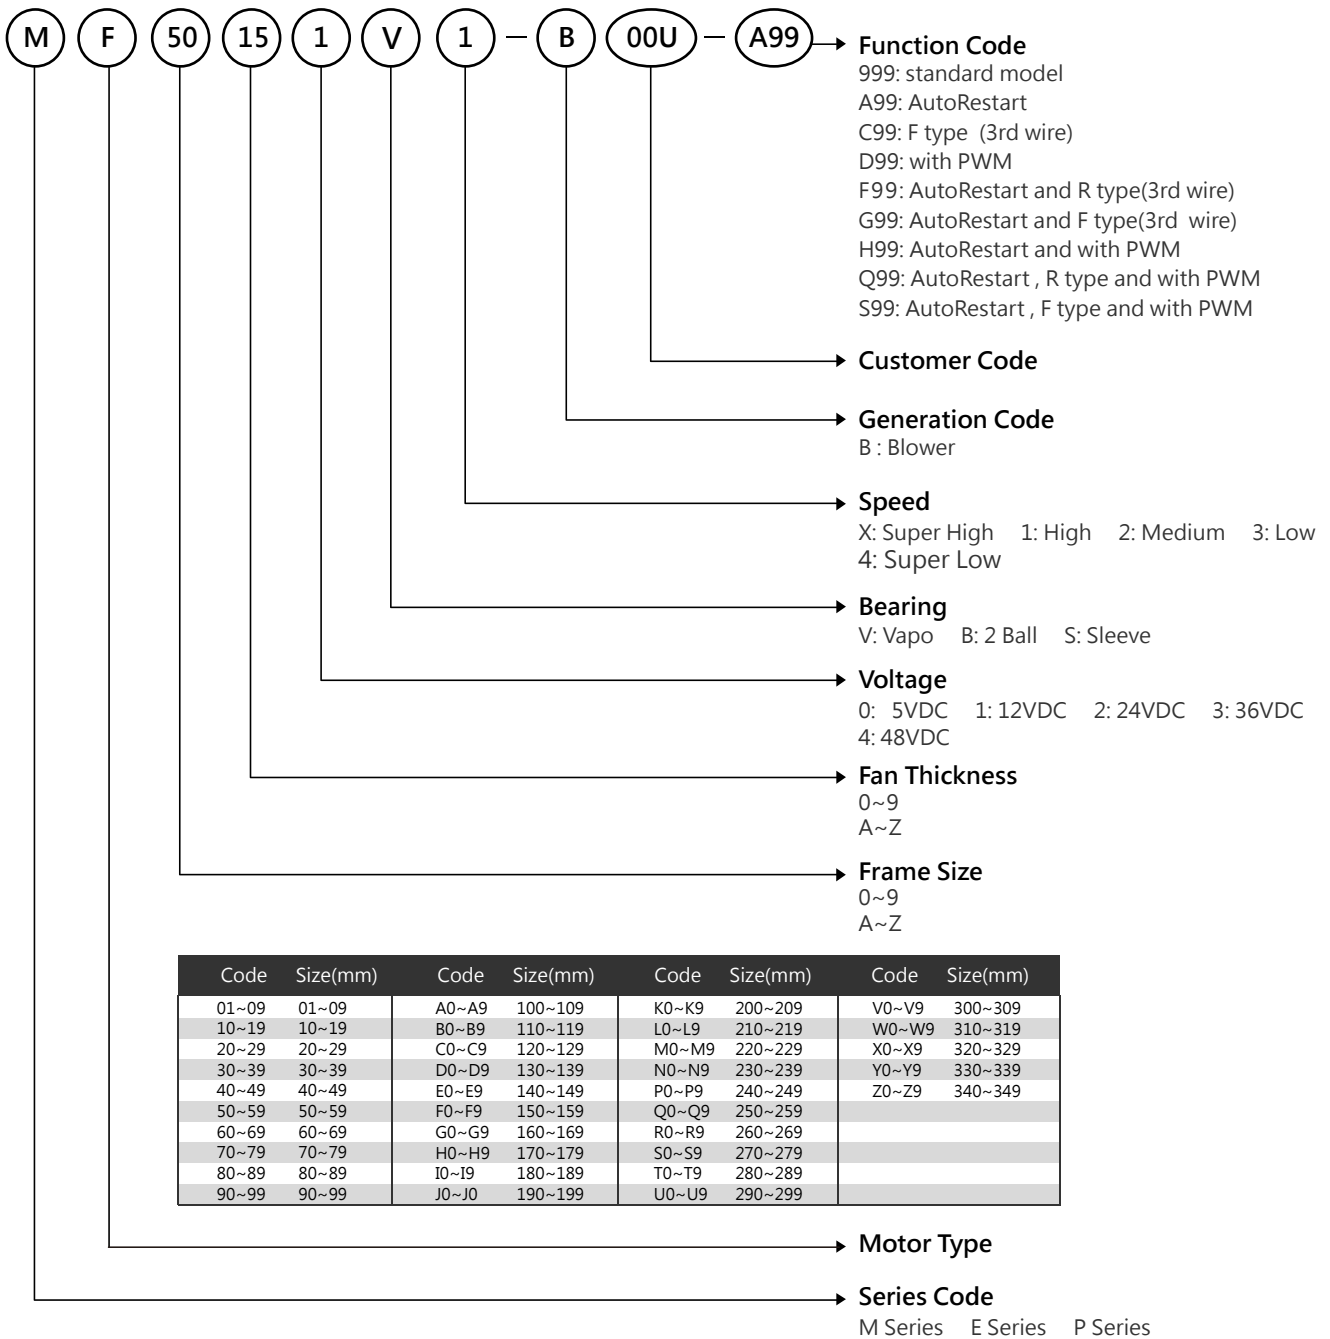 M F 50 15 1 V 1 – B 00U – A99
Function Code
999: standard model
A99: AutoRestart
C99: F type (3rd wire)
D99: with PWM
F99: AutoRestart and R type(3rd wire)
G99: AutoRestart and F type(3rd wire)
H99: AutoRestart and with PWM
Q99: AutoRestart , R type and with PWM
S99: AutoRestart , F type and with PWM
Customer Code
Generation Code
B : Blower
Speed
X: Super High 1: High 2: Medium 3: Low
4: Super Low
Bearing
V: Vapo B: 2 Ball S: Sleeve
Voltage
0: 5VDC 1: 12VDC 2: 24VDC 3: 36VDC
4: 48VDC
Fan Thickness
0~9
A~Z
Frame Size
0~9
A~Z
Code Size(mm) Code Size(mm) Code Size(mm) Code Size(mm)
01~09 01~09 A0~A9 100~109 K0~K9 200~209 V0~V9 300~309
10~19 10~19 B0~B9 110~119 L0~L9 210~219 W0~W9 310~319
20~29 20~29 C0~C9 120~129 M0~M9 220~229 X0~X9 320~329
30~39 30~39 D0~D9 130~139 N0~N9 230~239 Y0~Y9 330~339
40~49 40~49 E0~E9 140~149 P0~P9 240~249 Z0~Z9 340~349
50~59 50~59 F0~F9 150~159 Q0~Q9 250~259
60~69 60~69 G0~G9 160~169 R0~R9 260~269
70~79 70~79 H0~H9 170~179 S0~S9 270~279
80~89 80~89 I0~I9 180~189 T0~T9 280~289
90~99 90~99 J0~J0 190~199 U0~U9 290~299
Motor Type
Series Code
M Series E Series P Series